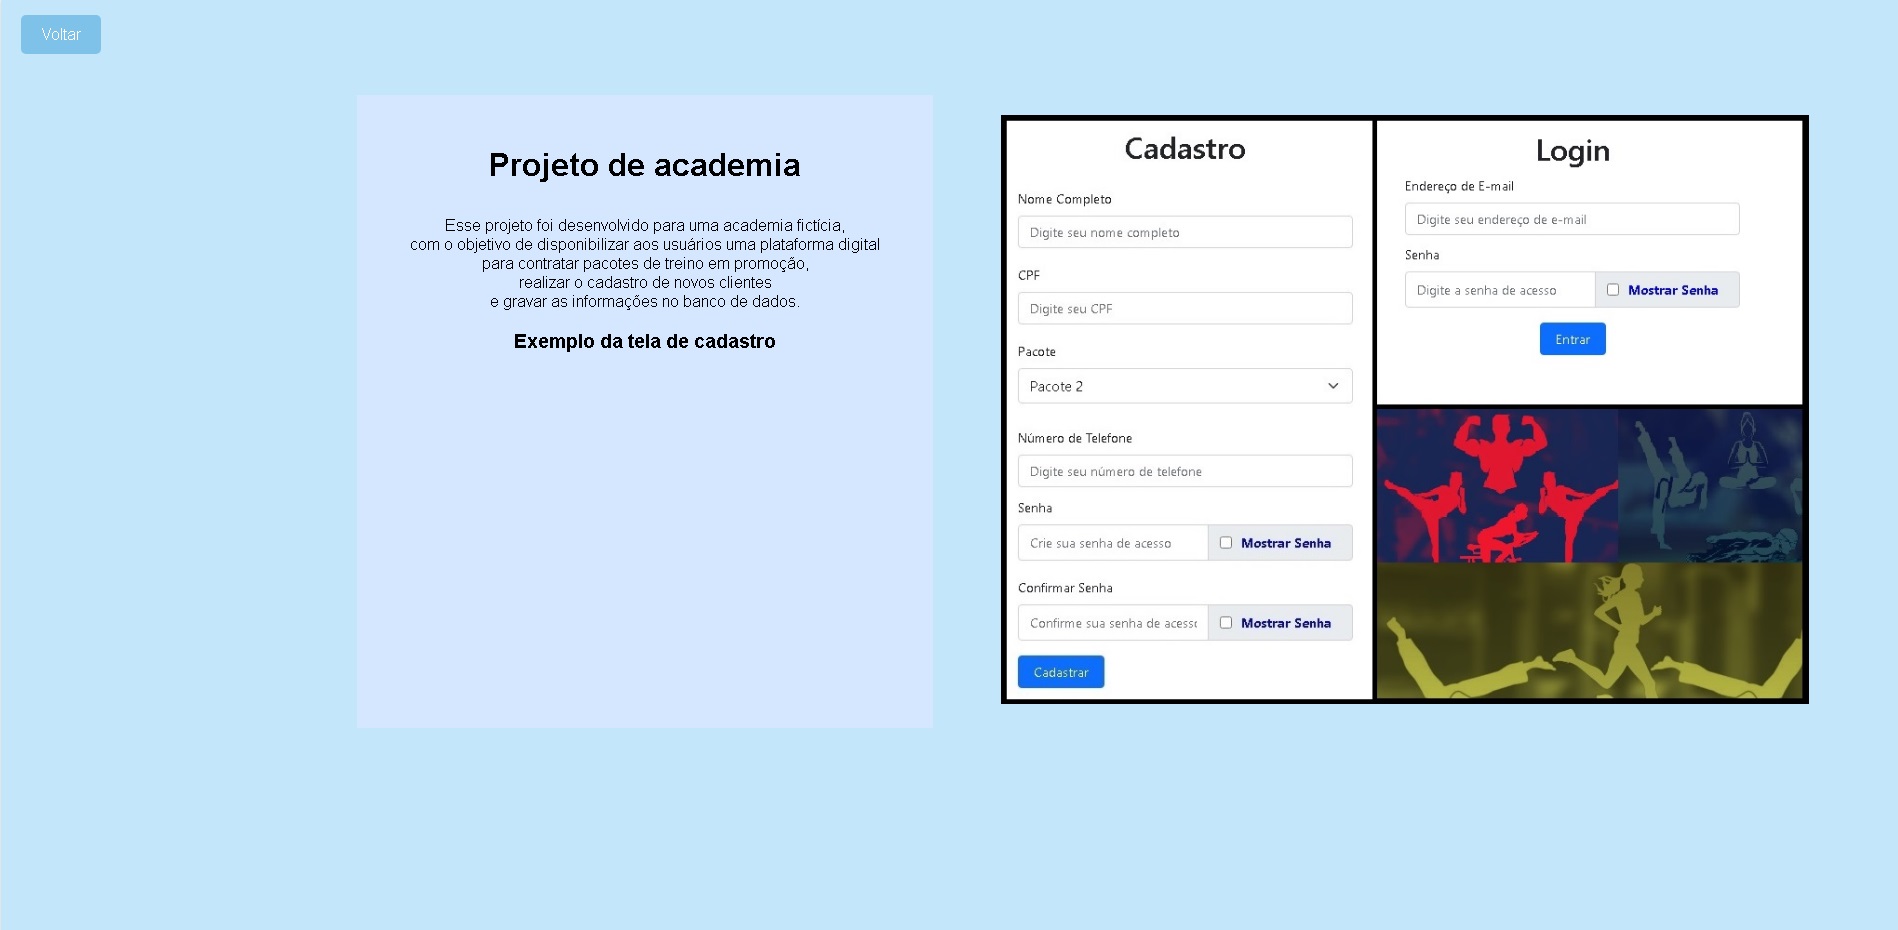 Voltar
Projeto de academia
Esse projeto foi desenvolvido para uma academia fictícia,
com o objetivo de disponibilizar aos usuários uma plataforma digital
para contratar pacotes de treino em promoção,
realizar o cadastro de novos clientes
e gravar as informações no banco de dados.
Exemplo da tela de cadastro
Cadastro
Nome Completo
Digite seu nome completo
CPF
Digite seu CPF
Pacote
Pacote 2
Número de Telefone
Digite seu número de telefone
Senha
Crie sua senha de acesso
Mostrar Senha
Confirmar Senha
Confirme sua senha de acesso
Mostrar Senha
Cadastrar
Login
Endereço de E-mail
Digite seu endereço de e-mail
Senha
Digite a senha de acesso
Mostrar Senha
Entrar